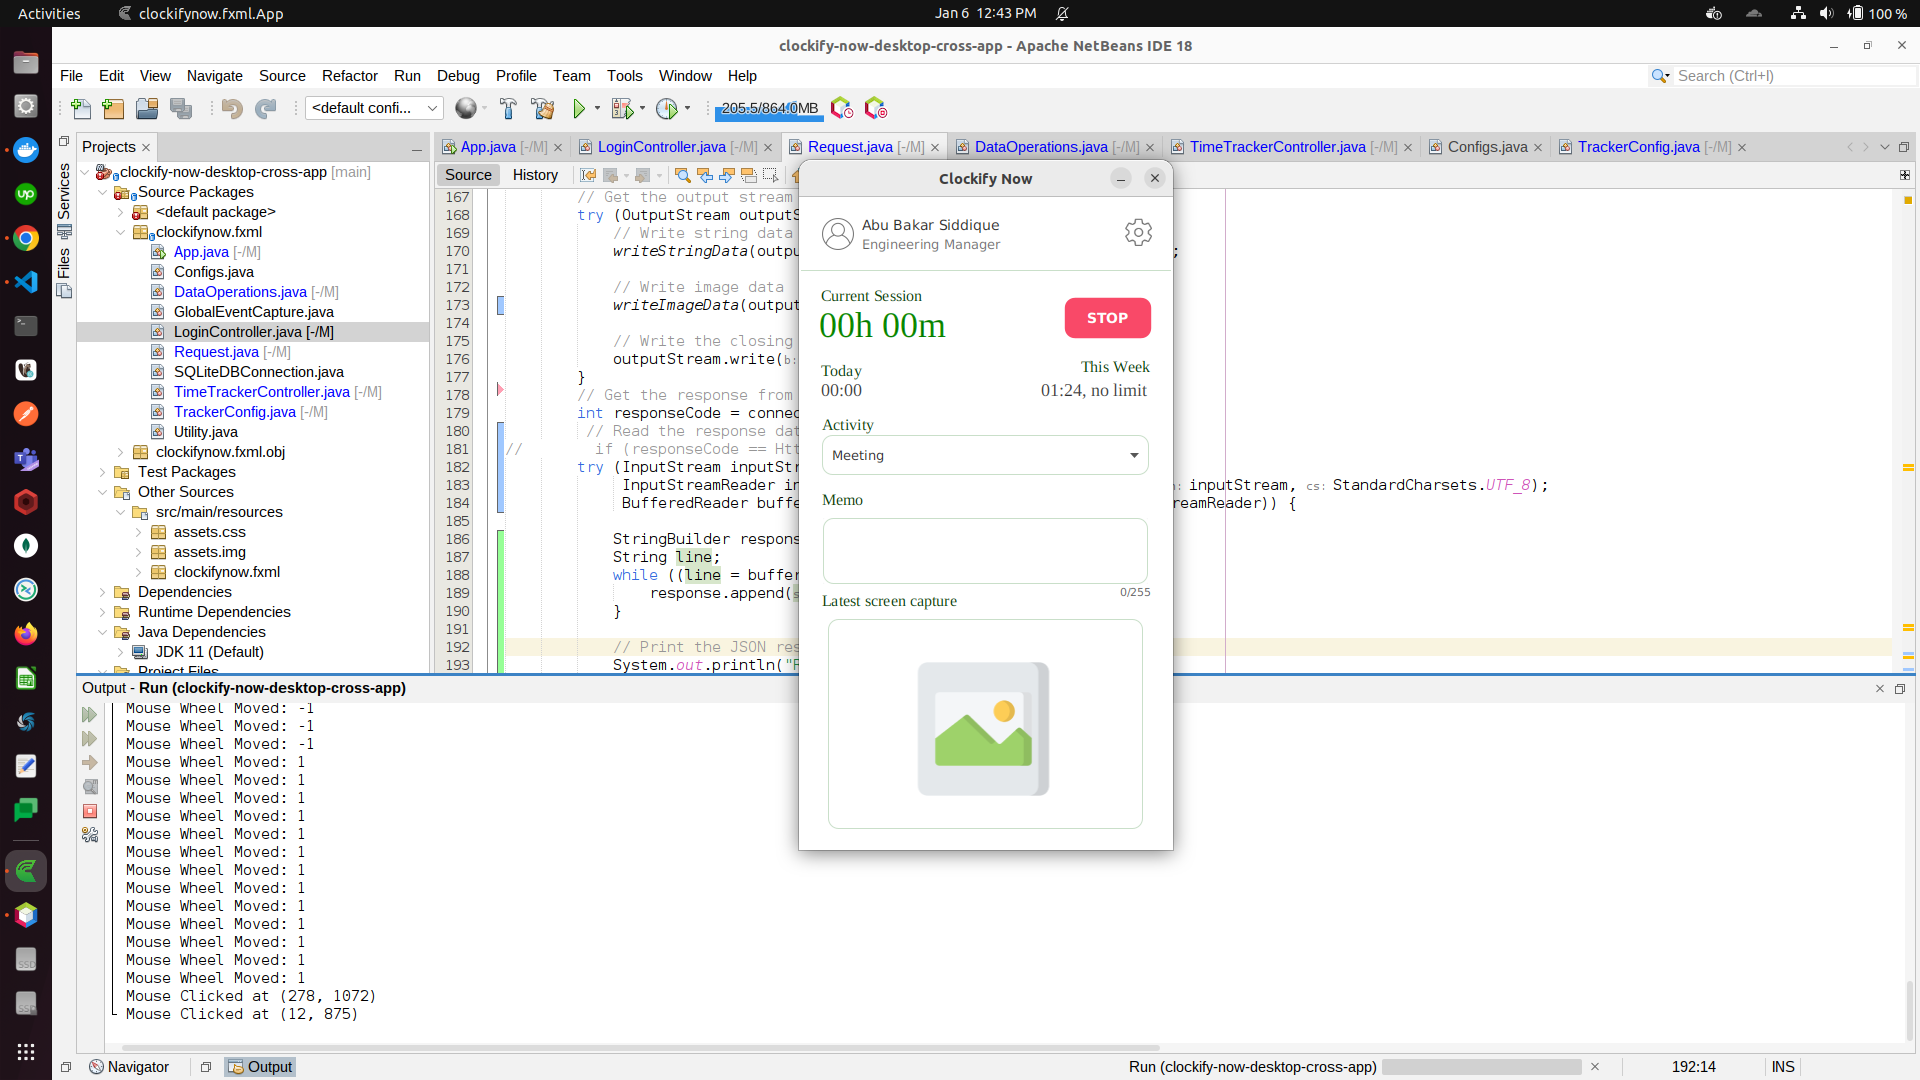 Activities
clockifynow.fxml.App
Jan 6 12:43 PM
100 %
clockify-now-desktop-cross-app - Apache NetBeans IDE 18
File Edit View Navigate Source Refactor Run Debug Profile Team Tools Window Help
Search (Ctrl+I)
<default confi...
205.5/864.0MB
Services
Files
Projects
clockify-now-desktop-cross-app [main]
Source Packages
<default package>
clockifynow.fxml
App.java [-/M]
Configs.java
DataOperations.java [-/M]
GlobalEventCapture.java
LoginController.java [-/M]
Request.java [-/M]
SQLiteDBConnection.java
TimeTrackerController.java [-/M]
TrackerConfig.java [-/M]
Utility.java
clockifynow.fxml.obj
Test Packages
Other Sources
src/main/resources
assets.css
assets.img
clockifynow.fxml
Dependencies
Runtime Dependencies
Java Dependencies
JDK 11 (Default)
Project Files
App.java [-/M] LoginController.java [-/M] Request.java [-/M] DataOperations.java [-/M] TimeTrackerController.java [-/M] Configs.java TrackerConfig.java [-/M]
Source History
167 // Get the output stream
168 try (OutputStream outputS
169 // Write string data
170 writeStringData(outpu ;
171
172 // Write image data
173 writeImageData(output
174
175 // Write the closing
176 outputStream.write( b:
177 }
178 // Get the response from
179 int responseCode = connec
180 // Read the response dat
181 // if (responseCode == Htt
182 try (InputStream inputStr
183 InputStreamReader in inputStream, cs: StandardCharsets.UTF_8);
184 BufferedReader buffe reamReader)) {
185
186 StringBuilder respons
187 String line;
188 while ((line = buffer
189 response.append(
190 }
191
192 // Print the JSON res
193 System.out.println("R
Clockify Now
Abu Bakar Siddique
Engineering Manager
Current Session
00h 00m
STOP
Today
00:00
This Week
01:24, no limit
Activity
Meeting
Memo
0/255
Latest screen capture
Output - Run (clockify-now-desktop-cross-app)
Mouse Wheel Moved: -1
Mouse Wheel Moved: -1
Mouse Wheel Moved: -1
Mouse Wheel Moved: 1
Mouse Wheel Moved: 1
Mouse Wheel Moved: 1
Mouse Wheel Moved: 1
Mouse Wheel Moved: 1
Mouse Wheel Moved: 1
Mouse Wheel Moved: 1
Mouse Wheel Moved: 1
Mouse Wheel Moved: 1
Mouse Wheel Moved: 1
Mouse Wheel Moved: 1
Mouse Wheel Moved: 1
Mouse Wheel Moved: 1
Mouse Clicked at (278, 1072)
Mouse Clicked at (12, 875)
Navigator
Output
Run (clockify-now-desktop-cross-app)
192:14
INS